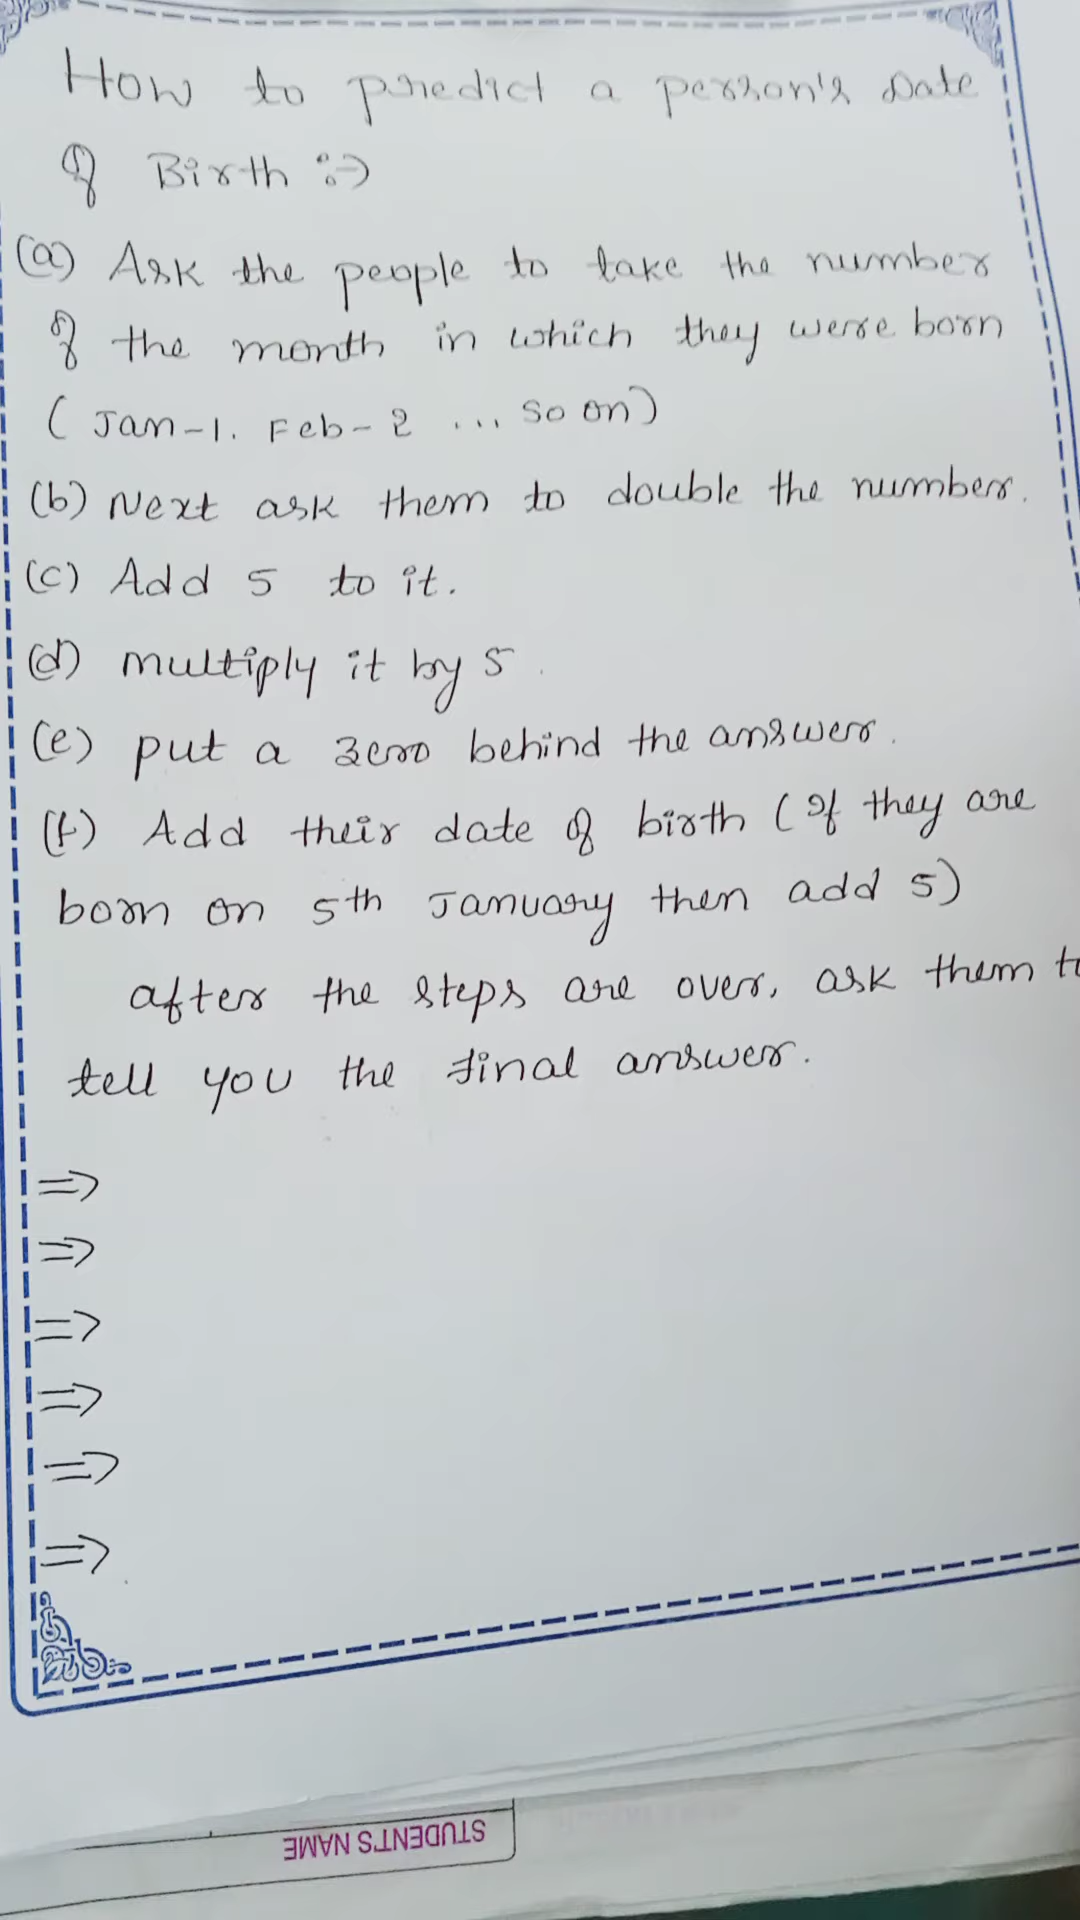 How to predict a person's Date
of Birth :-)
(a) Ask the people to take the number
of the month in which they were born
( Jan-1. Feb-2 ... so on)
(b) Next ask them to double the number.
(c) Add 5 to it.
(d) multiply it by 5.
(e) put a zero behind the answer.
(f) Add their date of birth (If they are
born on 5th January then add 5)
after the steps are over, ask them to
tell you the final answer.
⇒
⇒
⇒
⇒
⇒
⇒
STUDENT'S NAME